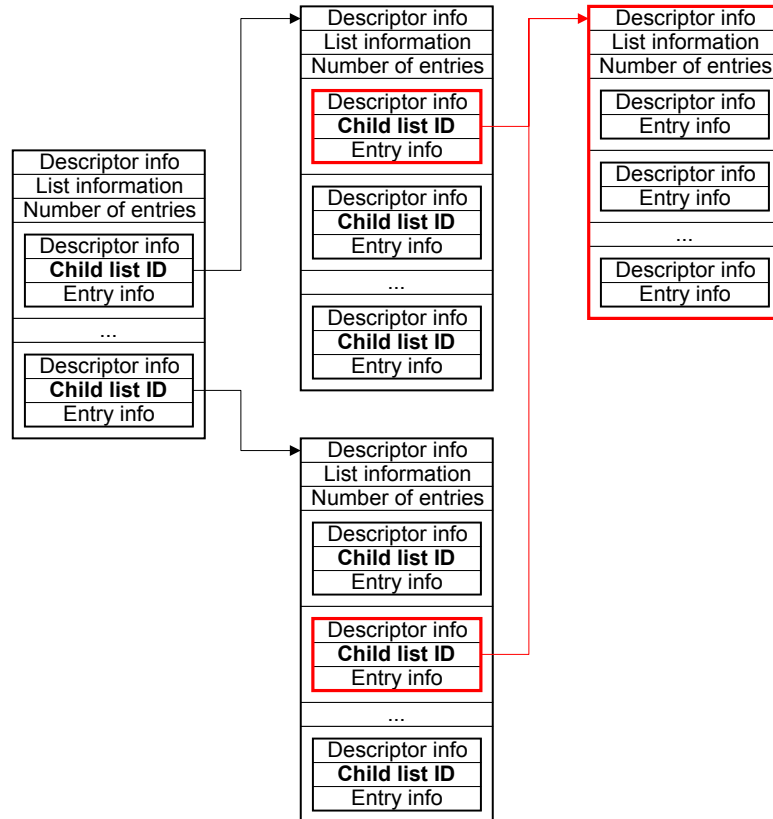 Descriptor info
List information
Number of entries
Descriptor info
Child list ID
Entry info
...
Descriptor info
Child list ID
Entry info
Descriptor info
List information
Number of entries
Descriptor info
Child list ID
Entry info
Descriptor info
Child list ID
Entry info
...
Descriptor info
Child list ID
Entry info
Descriptor info
List information
Number of entries
Descriptor info
Child list ID
Entry info
Descriptor info
Child list ID
Entry info
...
Descriptor info
Child list ID
Entry info
Descriptor info
List information
Number of entries
Descriptor info
Entry info
Descriptor info
Entry info
...
Descriptor info
Entry info